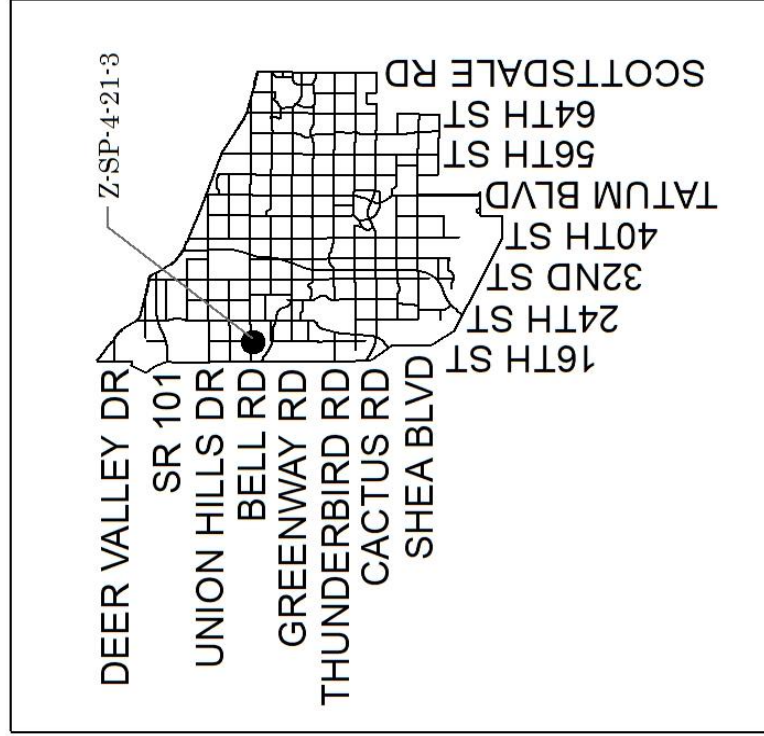 Z-SP-4-21-3
SCOTTSDALE RD
64TH ST
56TH ST
TATUM BLVD
40TH ST
32ND ST
24TH ST
16TH ST
DEER VALLEY DR
SR 101
UNION HILLS DR
BELL RD
GREENWAY RD
THUNDERBIRD RD
CACTUS RD
SHEA BLVD